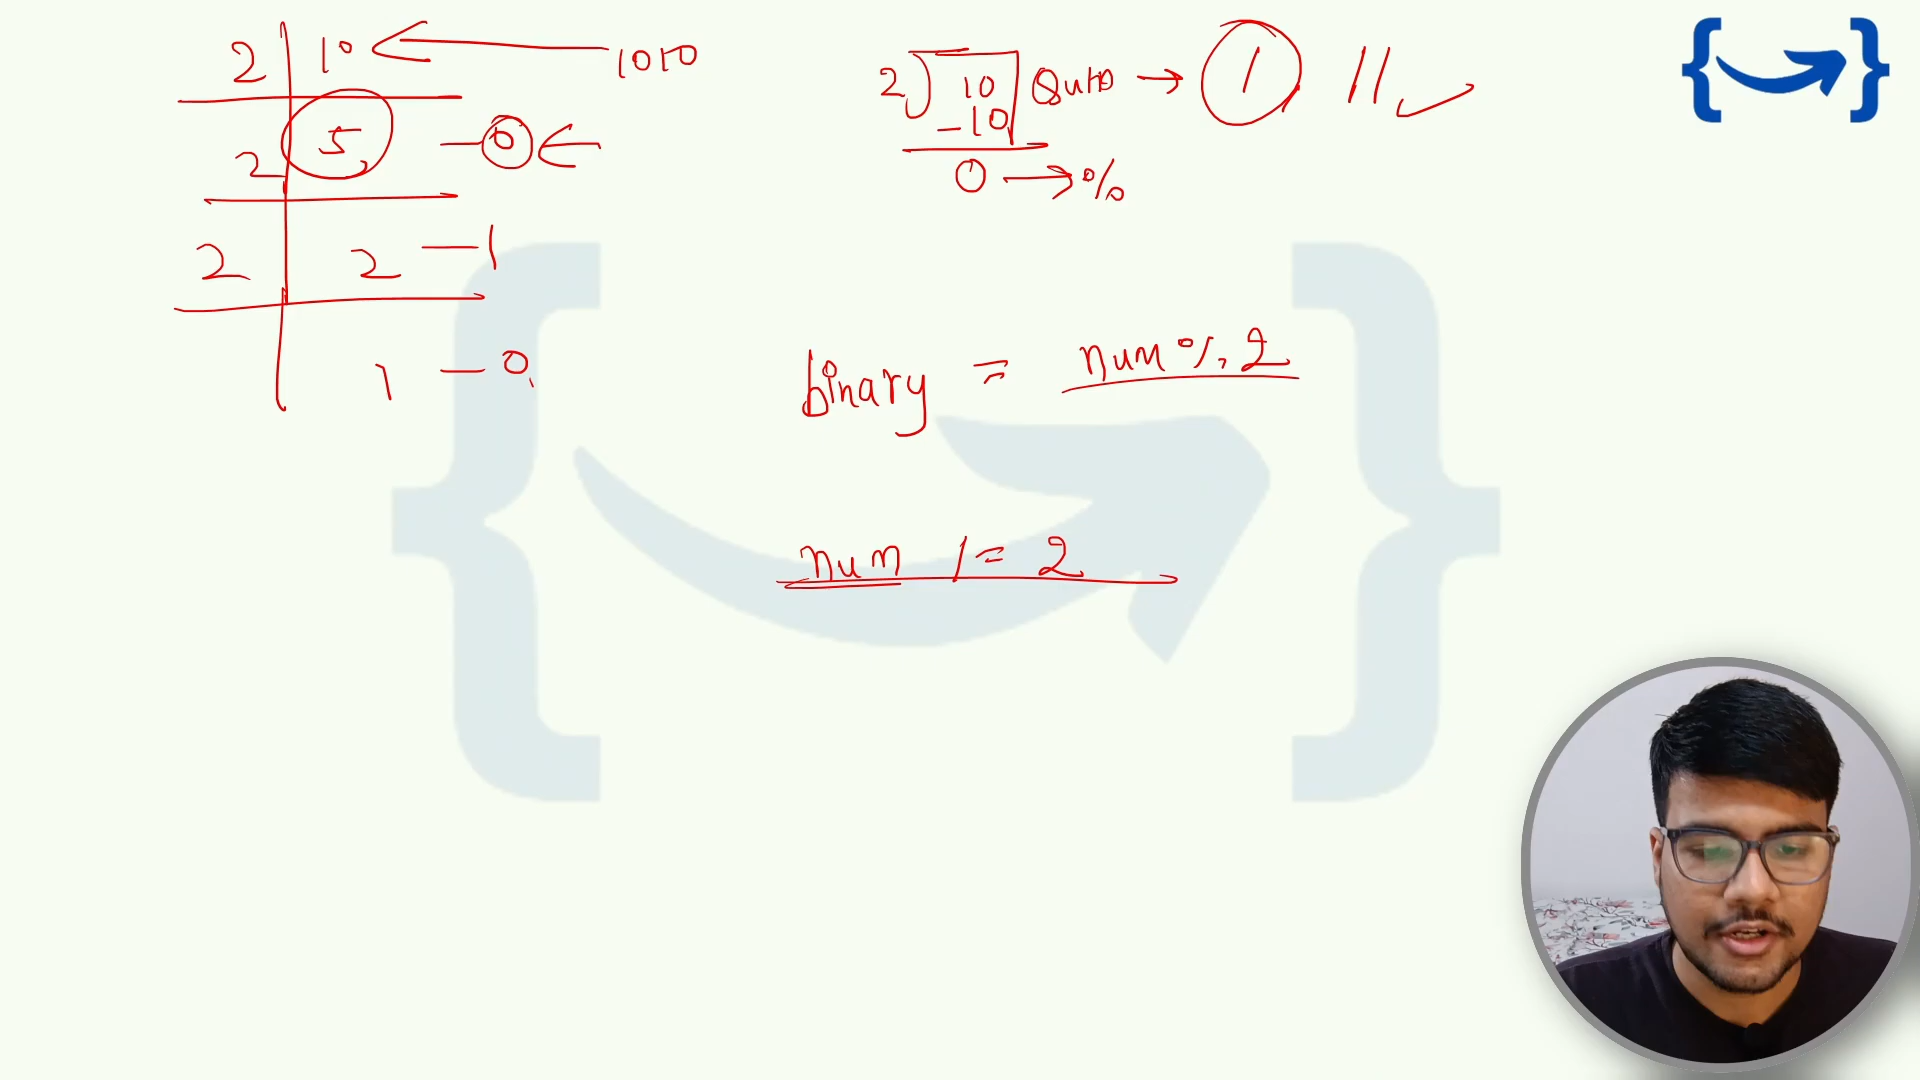 2 10 1010
2 5 - 0
2 2 - 1
1 - 0
2 10 → 1 //
-10
0 → %
binary = num % 2
num /= 2